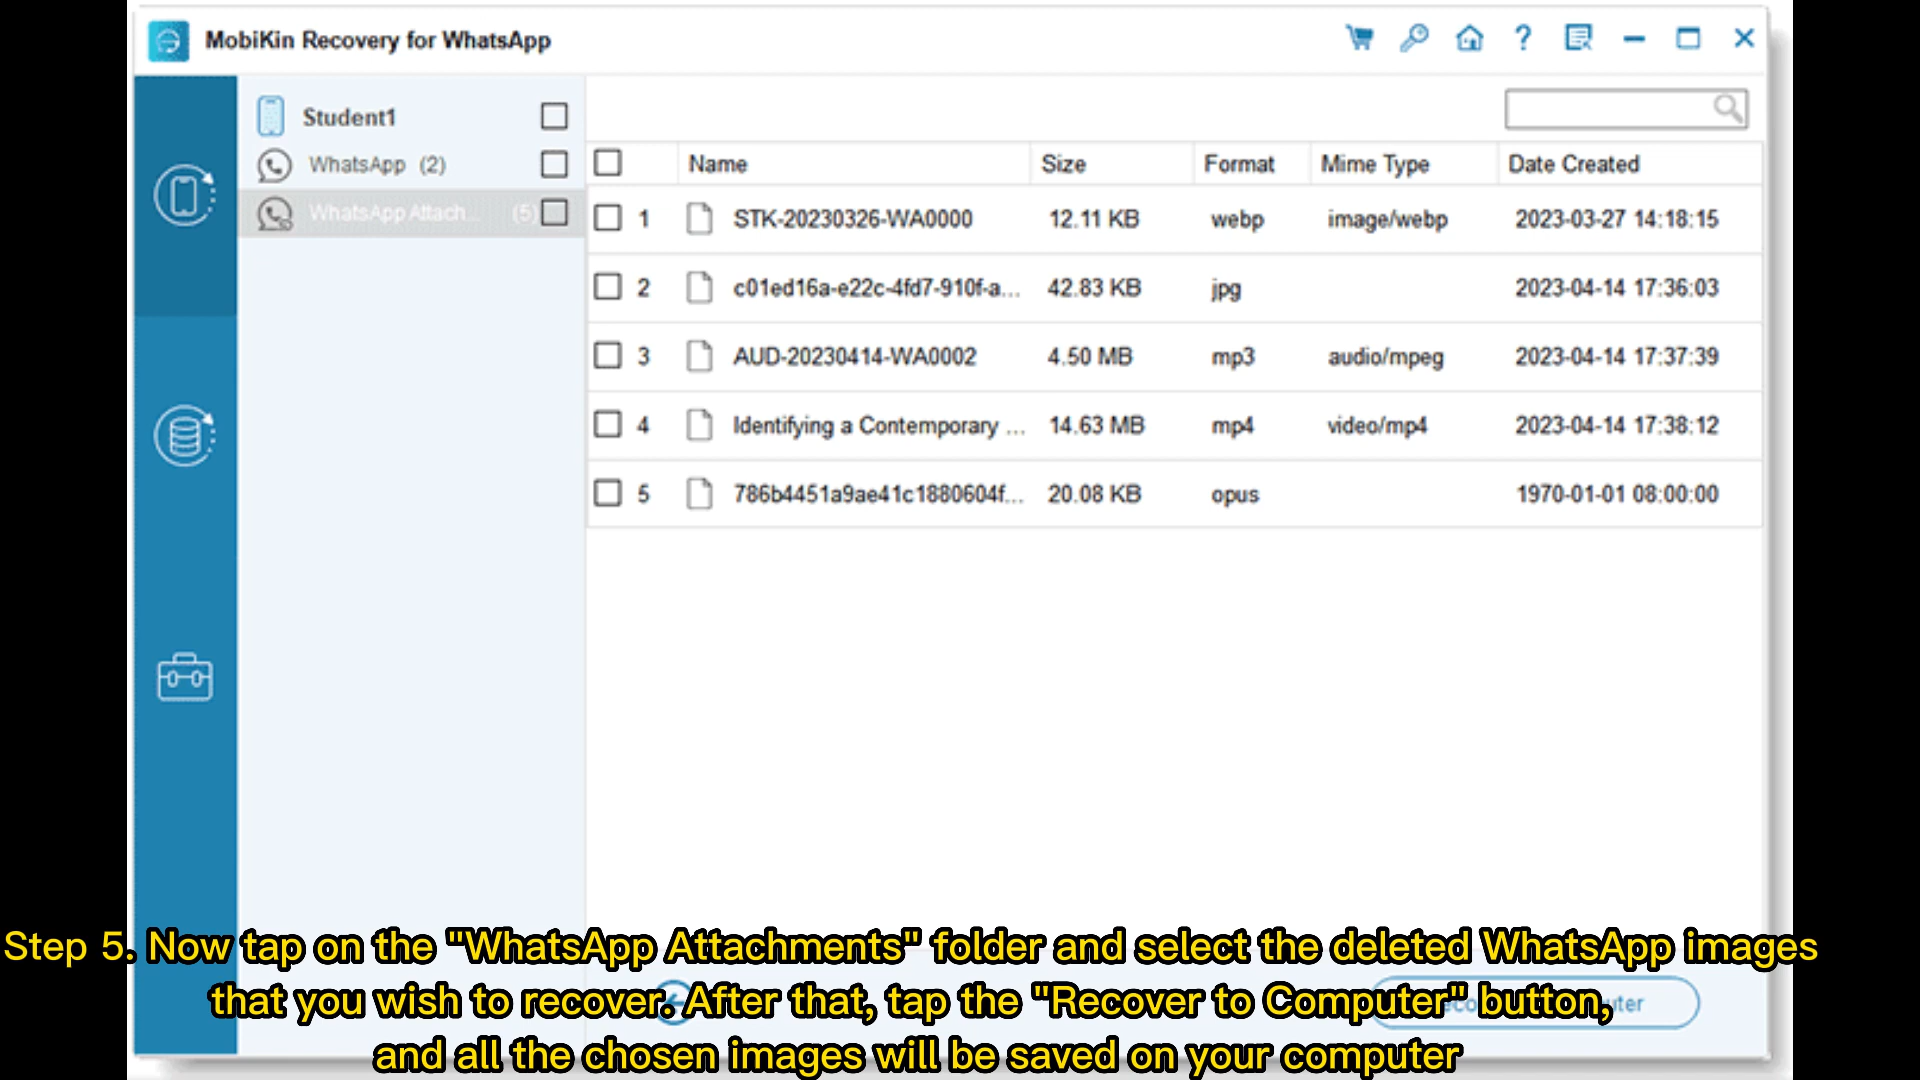 MobiKin Recovery for WhatsApp
Student1
WhatsApp (2)
WhatsApp Attach... (5)
Name Size Format Mime Type Date Created
1 STK-20230326-WA0000 12.11 KB webp image/webp 2023-03-27 14:18:15
2 c01ed16a-e22c-4fd7-910f-a... 42.83 KB jpg 2023-04-14 17:36:03
3 AUD-20230414-WA0002 4.50 MB mp3 audio/mpeg 2023-04-14 17:37:39
4 Identifying a Contemporary ... 14.63 MB mp4 video/mp4 2023-04-14 17:38:12
5 786b4451a9ae41c1880604f... 20.08 KB opus 1970-01-01 08:00:00
Step 5. Now tap on the "WhatsApp Attachments" folder and select the deleted WhatsApp images
that you wish to recover. After that, tap the "Recover to Computer" button,
and all the chosen images will be saved on your computer